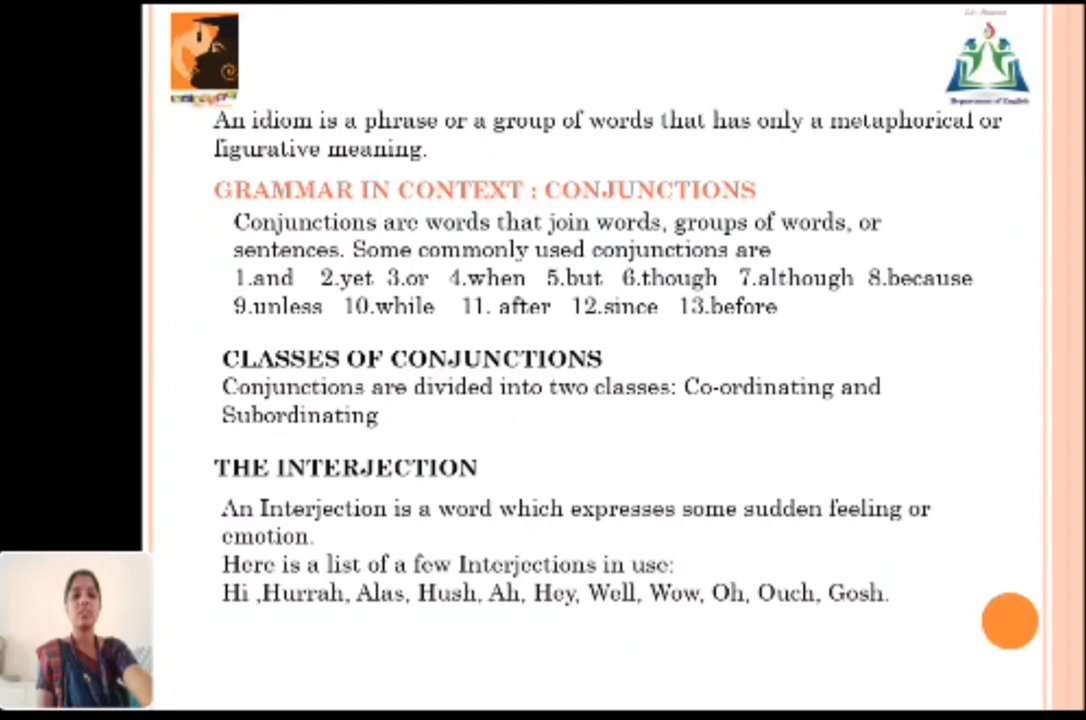 An idiom is a phrase or a group of words that has only a metaphorical or
figurative meaning.
GRAMMAR IN CONTEXT : CONJUNCTIONS
Conjunctions are words that join words, groups of words, or
sentences. Some commonly used conjunctions are
1.and 2.yet 3.or 4.when 5.but 6.though 7.although 8.because
9.unless 10.while 11. after 12.since 13.before
CLASSES OF CONJUNCTIONS
Conjunctions are divided into two classes: Co-ordinating and
Subordinating
THE INTERJECTION
An Interjection is a word which expresses some sudden feeling or
emotion.
Here is a list of a few Interjections in use:
Hi ,Hurrah, Alas, Hush, Ah, Hey, Well, Wow, Oh, Ouch, Gosh.
Department of English